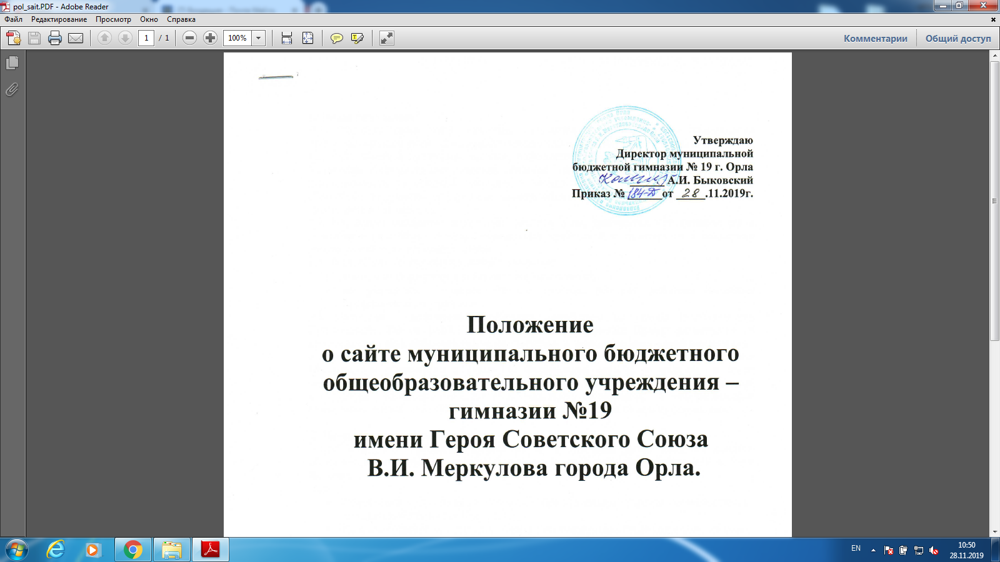 pol_sait.PDF - Adobe Reader
Файл Редактирование Просмотр Окно Справка
1 / 1 100% Комментарии Общий доступ
Утверждаю
Директор муниципальной
бюджетной гимназии № 19 г. Орла
А.И. Быковский
Приказ № 184-Д от 28 .11.2019г.
Положение
о сайте муниципального бюджетного
общеобразовательного учреждения –
гимназии №19
имени Героя Советского Союза
В.И. Меркулова города Орла.
EN 10:50
28.11.2019